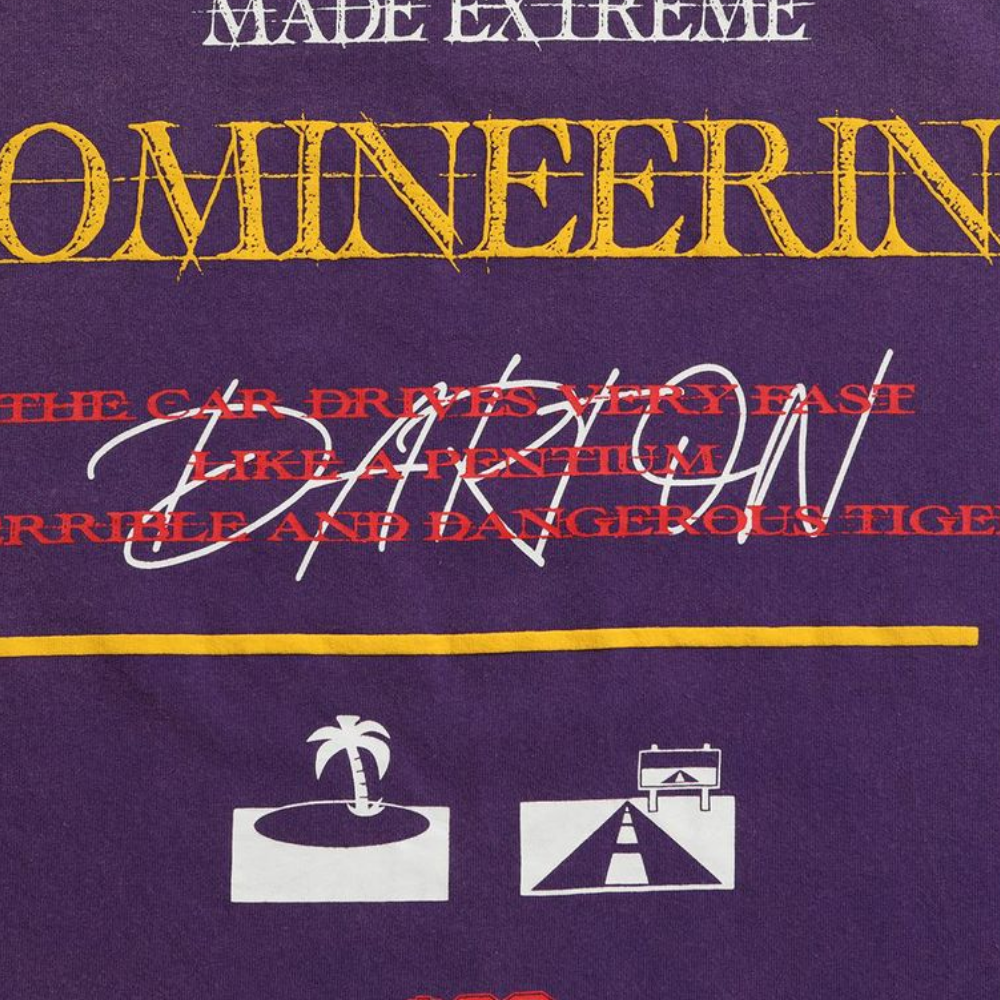 MADE EXTREME
OMINEERIN
THE CAR DRIVES VERY FAST
LIKE A PENTIUM
RRIBLE AND DANGEROUS TIGE